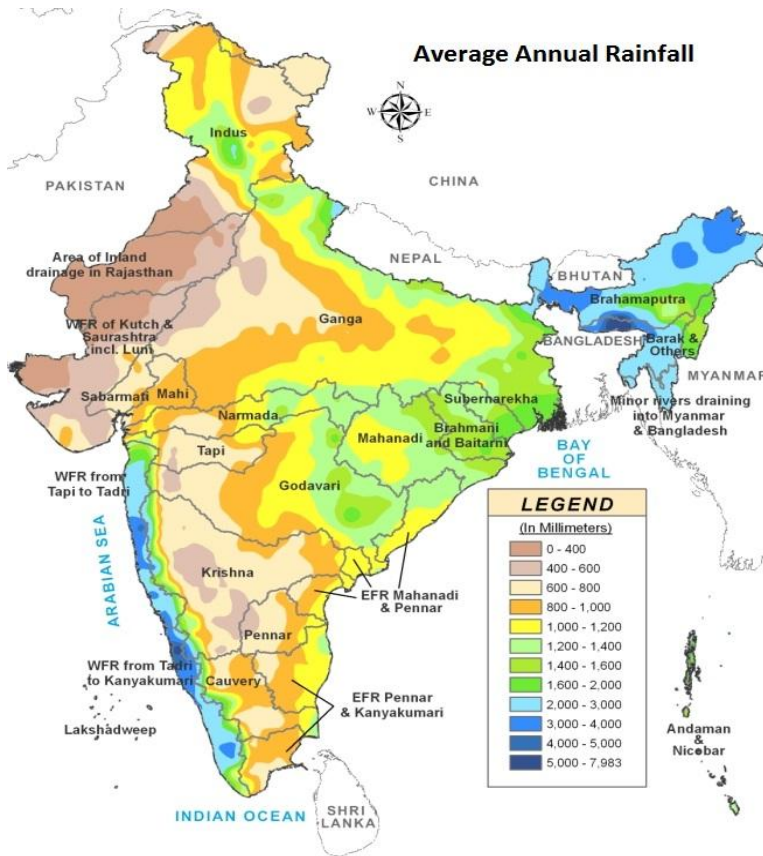 Average Annual Rainfall
N
W
E
S
Indus
PAKISTAN
CHINA
Area of Inland
drainage in Rajasthan
NEPAL
BHUTAN
Brahamaputra
WFR of Kutch &
Saurashtra
incl. Luni
Ganga
BANGLADESH
Barak &
Others
MYANMAR
Sabarmati
Mahi
Subernarekha
Minor rivers draining
into Myanmar
& Bangladesh
Narmada
Mahanadi
Brahmani
and Baitarni
Tapi
BAY
OF
BENGAL
WFR from
Tapi to Tadri
Godavari
ARABIAN SEA
Krishna
EFR Mahanadi
& Pennar
Pennar
WFR from Tadri
to Kanyakumari
Cauvery
EFR Pennar
& Kanyakumari
Lakshadweep
INDIAN OCEAN
SHRI
LANKA
Andaman
&
Nicobar
LEGEND
(In Millimeters)
0 - 400
400 - 600
600 - 800
800 - 1,000
1,000 - 1,200
1,200 - 1,400
1,400 - 1,600
1,600 - 2,000
2,000 - 3,000
3,000 - 4,000
4,000 - 5,000
5,000 - 7,983